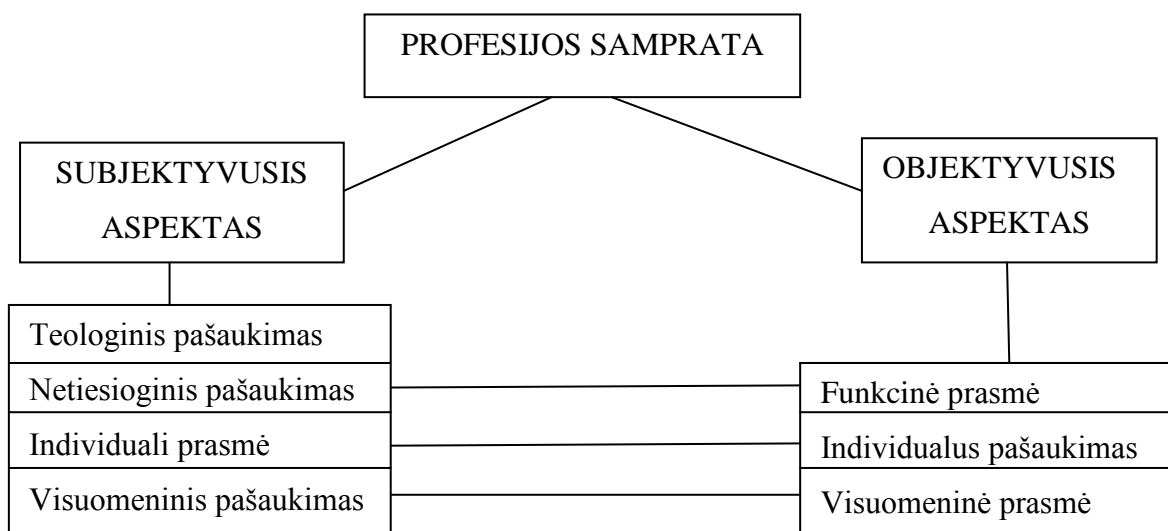 PROFESIJOS SAMPRATA
SUBJEKTYVUSIS
ASPEKTAS
OBJEKTYVUSIS
ASPEKTAS
Teologinis pašaukimas
Netiesioginis pašaukimas
Individuali prasmė
Visuomeninis pašaukimas
Funkcinė prasmė
Individualus pašaukimas
Visuomeninė prasmė